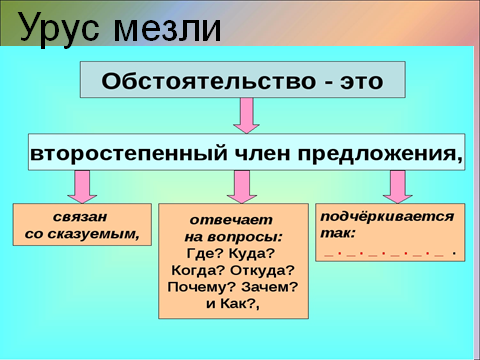 Урус мезли
Обстоятельство - это
второстепенный член предложения,
связан
со сказуемым,
отвечает
на вопросы:
Где? Куда?
Когда? Откуда?
Почему? Зачем?
и Как?,
подчёркивается
так:
_ . _ . _ . _ . _ . _ .